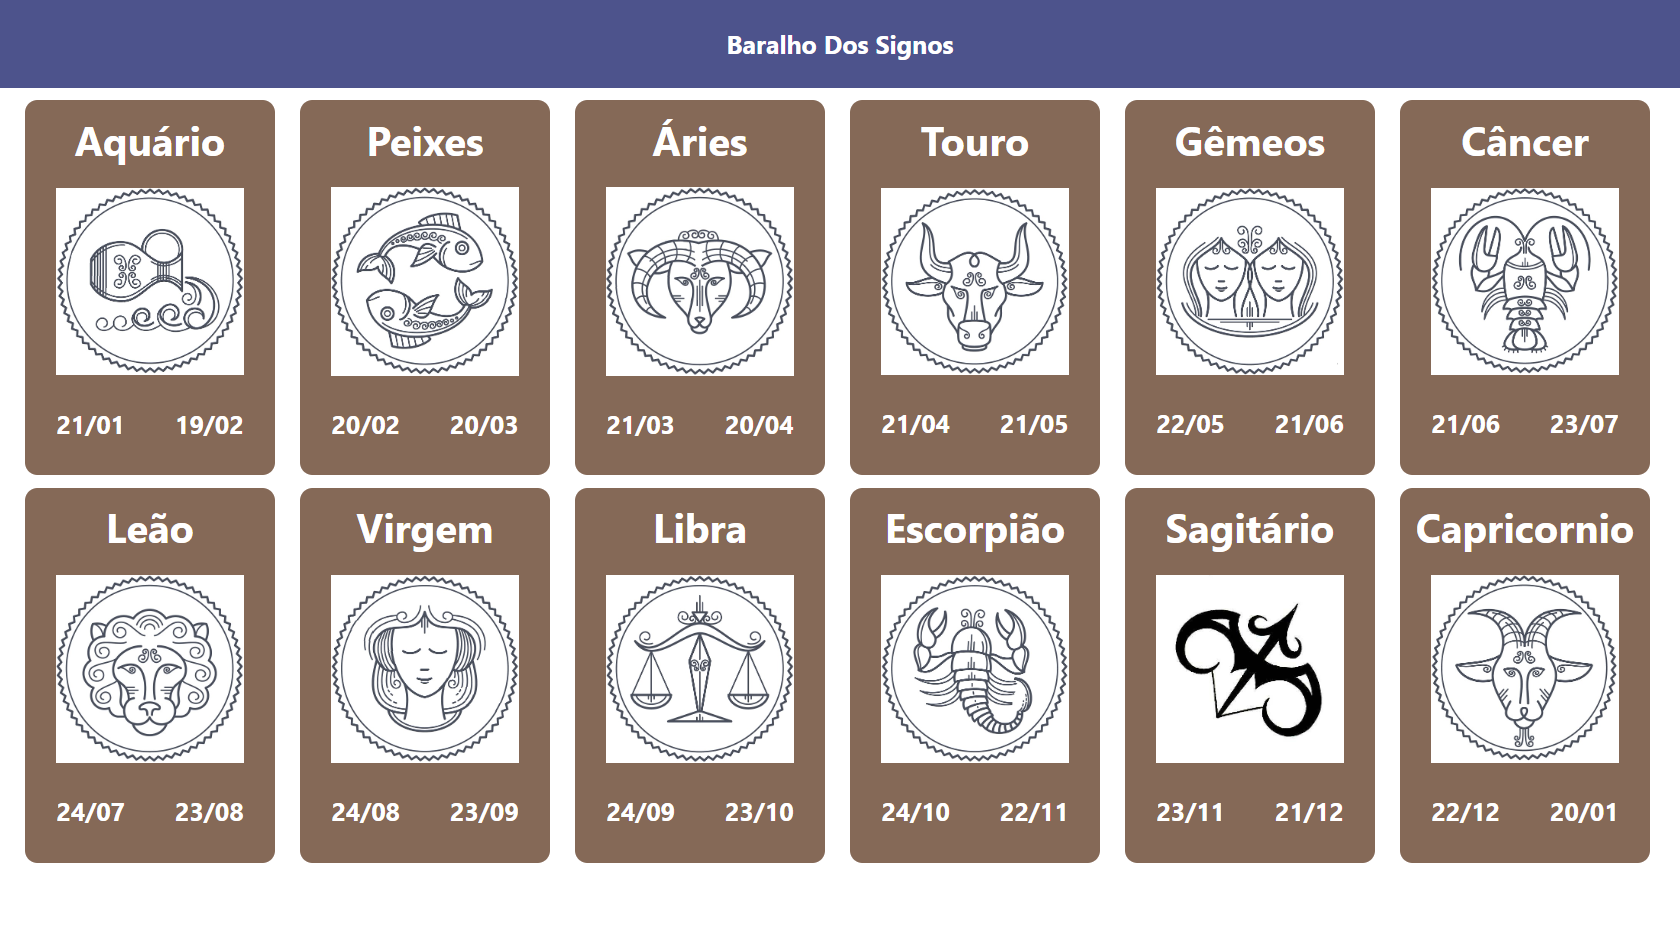 Baralho Dos Signos
Aquário
21/01 19/02
Peixes
20/02 20/03
Áries
21/03 20/04
Touro
21/04 21/05
Gêmeos
22/05 21/06
Câncer
21/06 23/07
Leão
24/07 23/08
Virgem
24/08 23/09
Libra
24/09 23/10
Escorpião
24/10 22/11
Sagitário
23/11 21/12
Capricornio
22/12 20/01